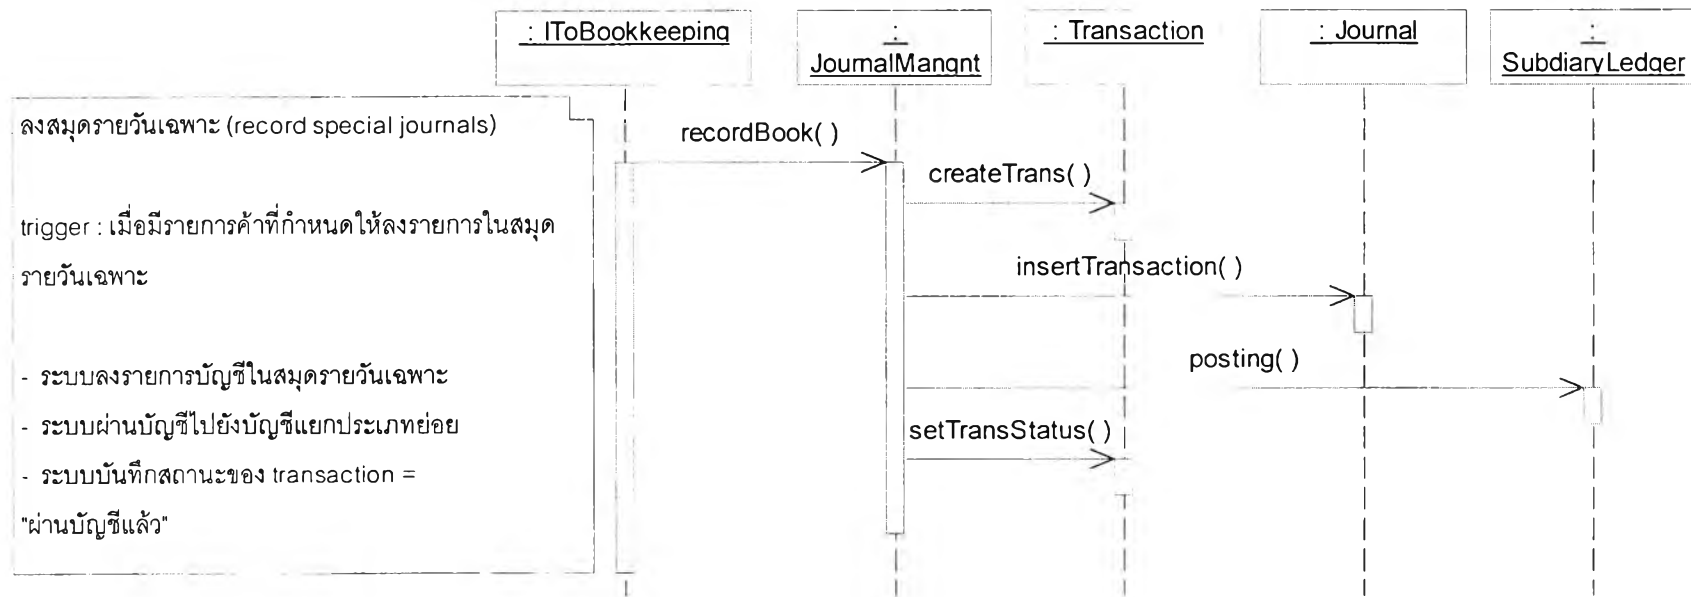 : IToBookkeeping
:
JournalMangnt
: Transaction
: Journal
:
SubdiaryLedger
ลงสมุดรายวันเฉพาะ (record special journals)
trigger : เมื่อมีรายการค้าที่กำหนดให้ลงรายการในสมุด
รายวันเฉพาะ
- ระบบลงรายการบัญชีในสมุดรายวันเฉพาะ
- ระบบผ่านบัญชีไปยังบัญชีแยกประเภทย่อย
- ระบบบันทึกสถานะของ transaction =
"ผ่านบัญชีแล้ว"
recordBook( )
createTrans( )
insertTransaction( )
posting( )
setTransStatus( )